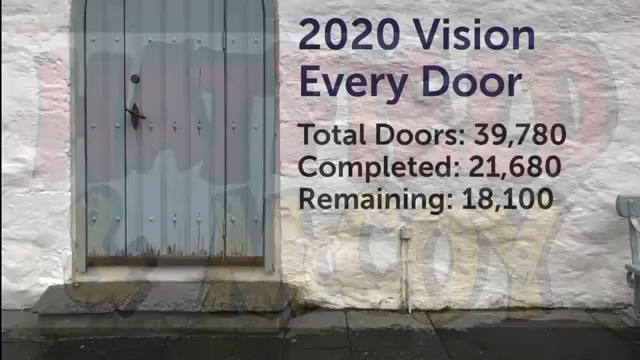 2020 Vision
Every Door
Total Doors: 39,780
Completed: 21,680
Remaining: 18,100